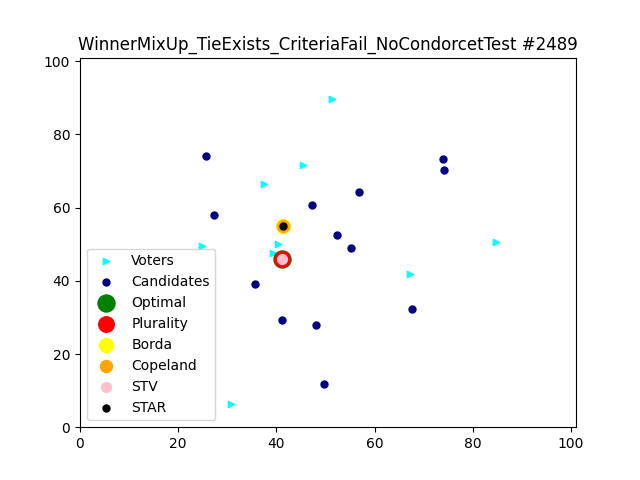 WinnerMixUp_TieExists_CriteriaFail_NoCondorcetTest #2489
100
80
60
40
20
0
Voters
Candidates
Optimal
Plurality
Borda
Copeland
STV
STAR
0 20 40 60 80 100